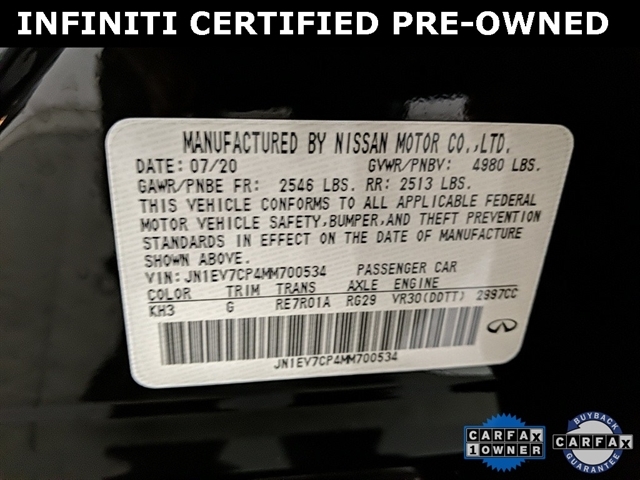 INFINITI CERTIFIED PRE-OWNED
MANUFACTURED BY NISSAN MOTOR CO.,LTD.
DATE: 07/20 GVWR/PNBV: 4980 LBS.
GAWR/PNBE FR: 2546 LBS. RR: 2513 LBS.
THIS VEHICLE CONFORMS TO ALL APPLICABLE FEDERAL
MOTOR VEHICLE SAFETY,BUMPER,AND THEFT PREVENTION
STANDARDS IN EFFECT ON THE DATE OF MANUFACTURE
SHOWN ABOVE.
VIN: JN1EV7CP4MM700534 PASSENGER CAR
COLOR TRIM TRANS AXLE ENGINE
KH3 G RE7R01A RG29 VR30(DDTT) 2997CC
JN1EV7CP4MM700534
CARFAX
1 OWNER
BUYBACK
CARFAX
GUARANTEE